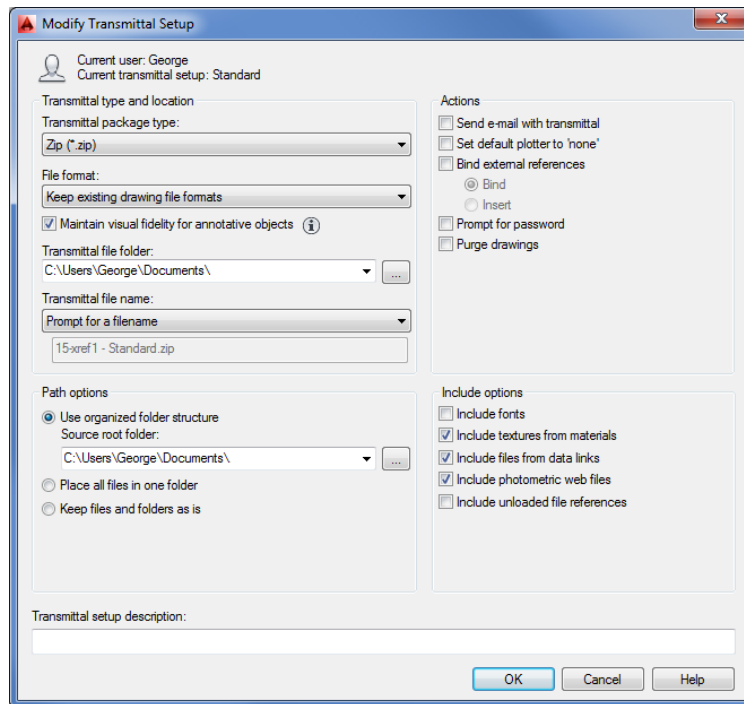 Modify Transmittal Setup
Current user: George
Current transmittal setup: Standard
Transmittal type and location
Transmittal package type:
Zip (*.zip)
File format:
Keep existing drawing file formats
Maintain visual fidelity for annotative objects
Transmittal file folder:
C:\Users\George\Documents\
...
Transmittal file name:
Prompt for a filename
15-xref1 - Standard.zip
Actions
Send e-mail with transmittal
Set default plotter to 'none'
Bind external references
Bind
Insert
Prompt for password
Purge drawings
Path options
Use organized folder structure
Source root folder:
C:\Users\George\Documents\
...
Place all files in one folder
Keep files and folders as is
Include options
Include fonts
Include textures from materials
Include files from data links
Include photometric web files
Include unloaded file references
Transmittal setup description:
OK
Cancel
Help